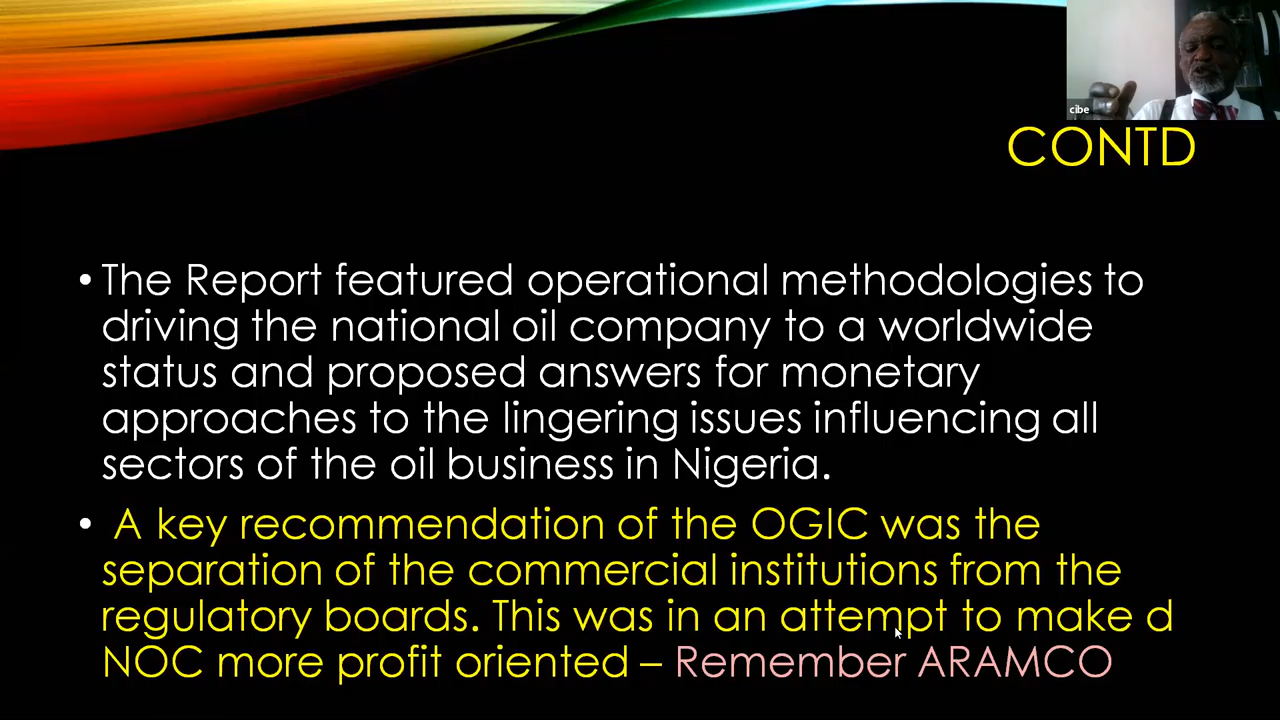 cibe
CONTD
• The Report featured operational methodologies to
driving the national oil company to a worldwide
status and proposed answers for monetary
approaches to the lingering issues influencing all
sectors of the oil business in Nigeria.
• A key recommendation of the OGIC was the
separation of the commercial institutions from the
regulatory boards. This was in an attempt to make d
NOC more profit oriented – Remember ARAMCO